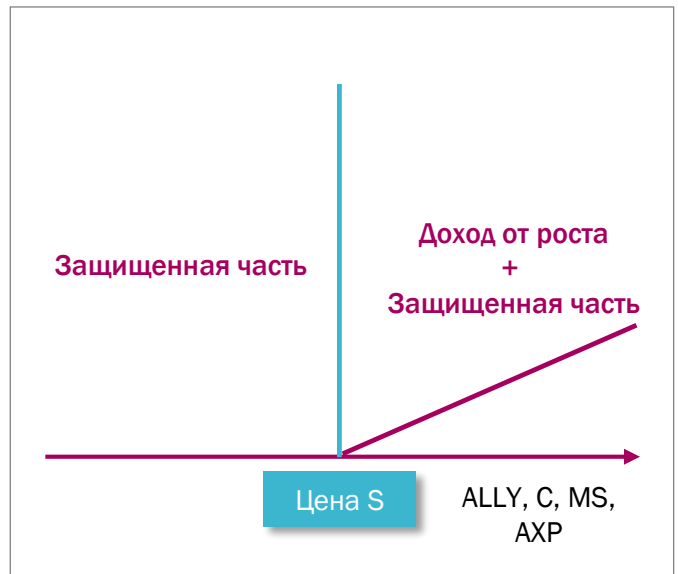 Защищенная часть
Доход от роста
+
Защищенная часть
Цена S
ALLY, C, MS,
AXP